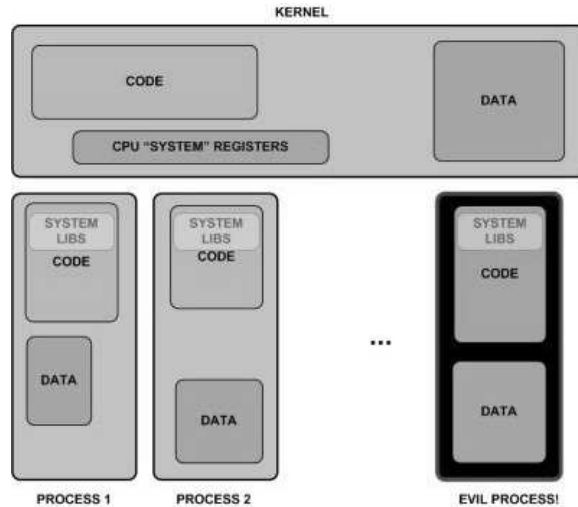 KERNEL
CODE
DATA
CPU “SYSTEM” REGISTERS
SYSTEM
LIBS
CODE
DATA
PROCESS 1
SYSTEM
LIBS
CODE
DATA
PROCESS 2
...
SYSTEM
LIBS
CODE
DATA
EVIL PROCESS!